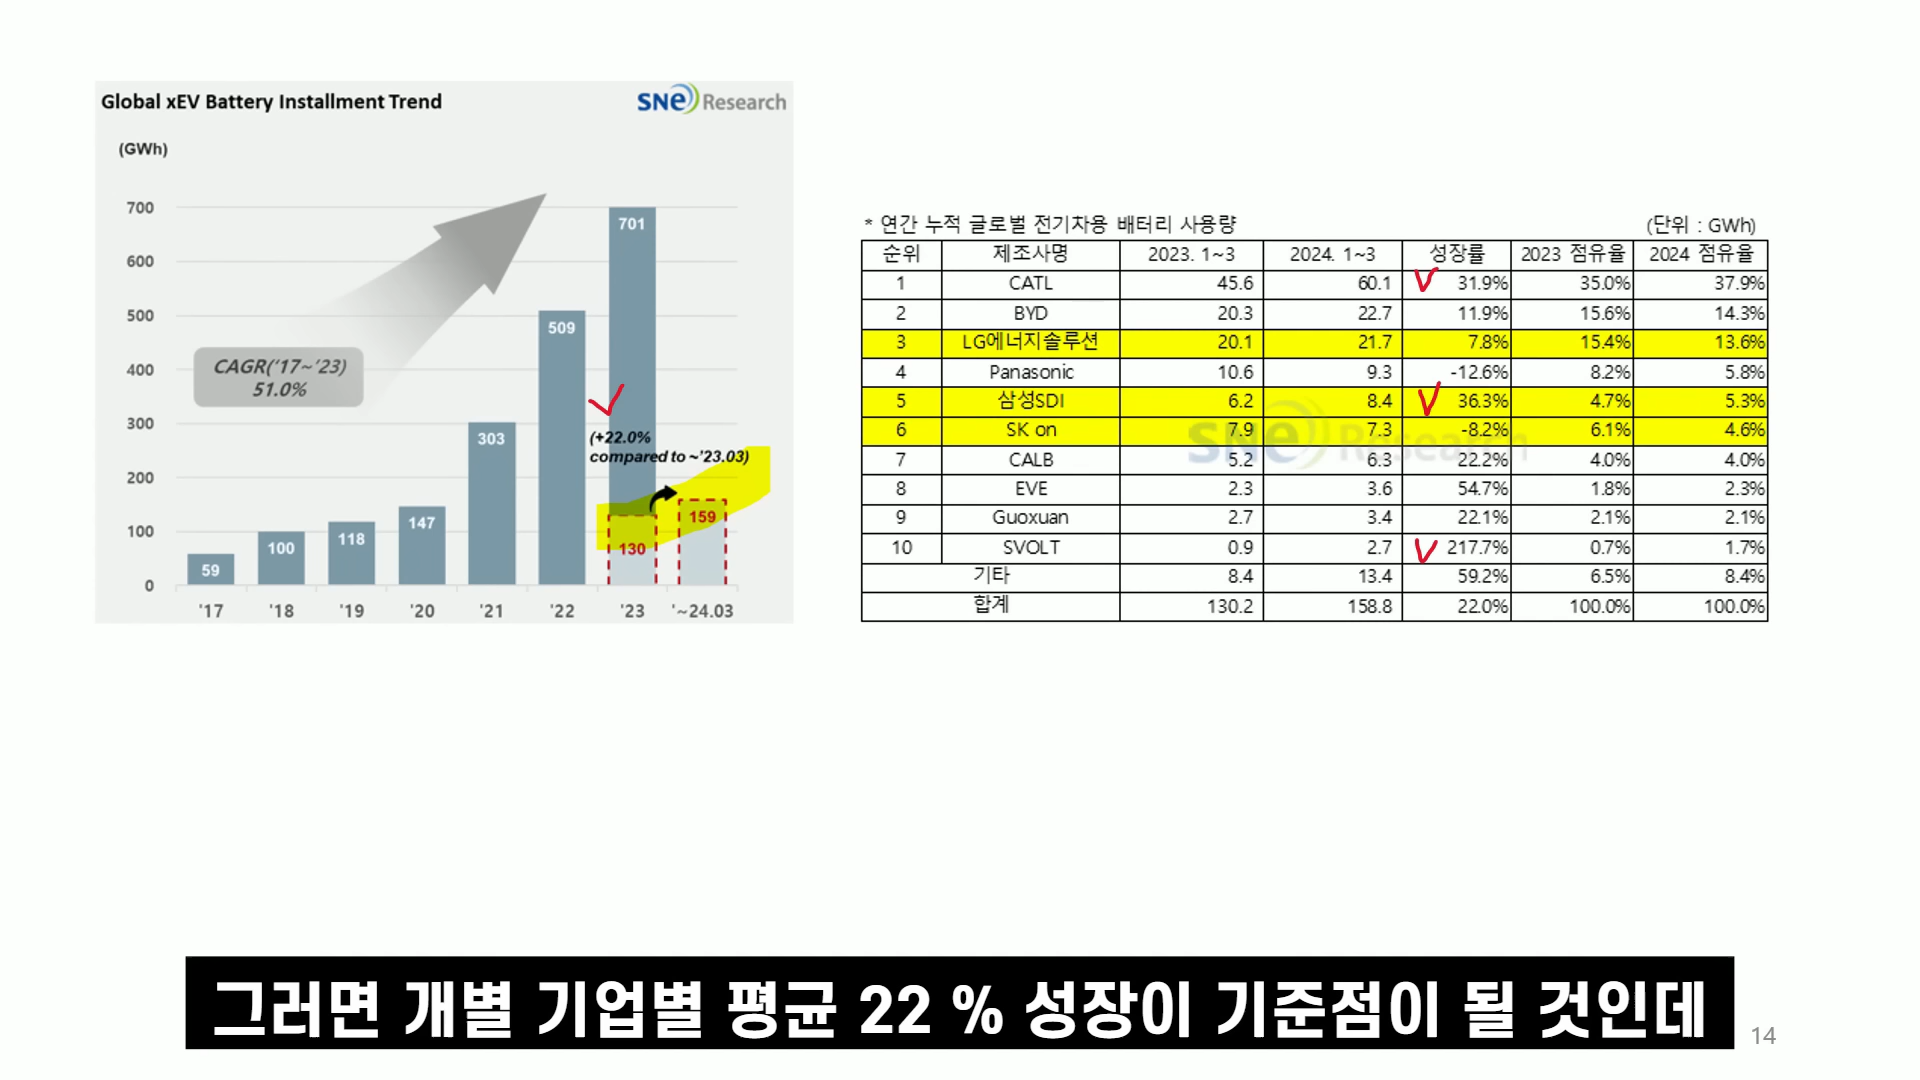 Global xEV Battery Installment Trend
SNe Research
(GWh)
700
600
500
400
300
200
100
0
CAGR('17~'23)
51.0%
59
100
118
147
303
509
701
(+22.0%
compared to ~'23.03)
130
159
'17 '18 '19 '20 '21 '22 '23 '~24.03
* 연간 누적 글로벌 전기차용 배터리 사용량 (단위 : GWh)
순위 제조사명 2023. 1~3 2024. 1~3 성장률 2023 점유율 2024 점유율
1 CATL 45.6 60.1 31.9% 35.0% 37.9%
2 BYD 20.3 22.7 11.9% 15.6% 14.3%
3 LG에너지솔루션 20.1 21.7 7.8% 15.4% 13.6%
4 Panasonic 10.6 9.3 -12.6% 8.2% 5.8%
5 삼성SDI 6.2 8.4 36.3% 4.7% 5.3%
6 SK on 7.9 7.3 -8.2% 6.1% 4.6%
SNe Research
7 CALB 5.2 6.3 22.2% 4.0% 4.0%
8 EVE 2.3 3.6 54.7% 1.8% 2.3%
9 Guoxuan 2.7 3.4 22.1% 2.1% 2.1%
10 SVOLT 0.9 2.7 217.7% 0.7% 1.7%
기타 8.4 13.4 59.2% 6.5% 8.4%
합계 130.2 158.8 22.0% 100.0% 100.0%
그러면 개별 기업별 평균 22 % 성장이 기준점이 될 것인데
14